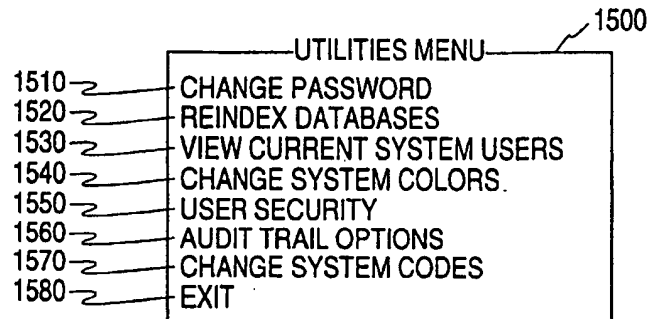 1500
UTILITIES MENU
1510 CHANGE PASSWORD
1520 REINDEX DATABASES
1530 VIEW CURRENT SYSTEM USERS
1540 CHANGE SYSTEM COLORS.
1550 USER SECURITY
1560 AUDIT TRAIL OPTIONS
1570 CHANGE SYSTEM CODES
1580 EXIT